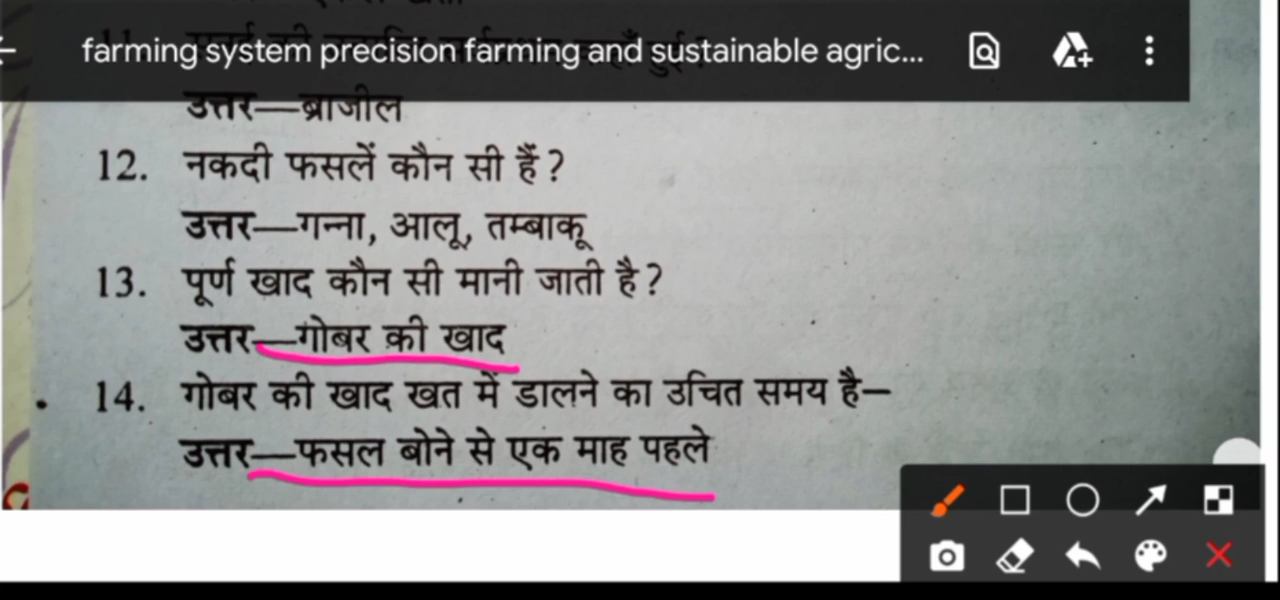 farming system precision farming and sustainable agric...
उत्तर—ब्राजील
12. नकदी फसलें कौन सी हैं?
उत्तर—गन्ना, आलू, तम्बाकू
13. पूर्ण खाद कौन सी मानी जाती है?
उत्तर—गोबर की खाद
14. गोबर की खाद खत में डालने का उचित समय है–
उत्तर—फसल बोने से एक माह पहले